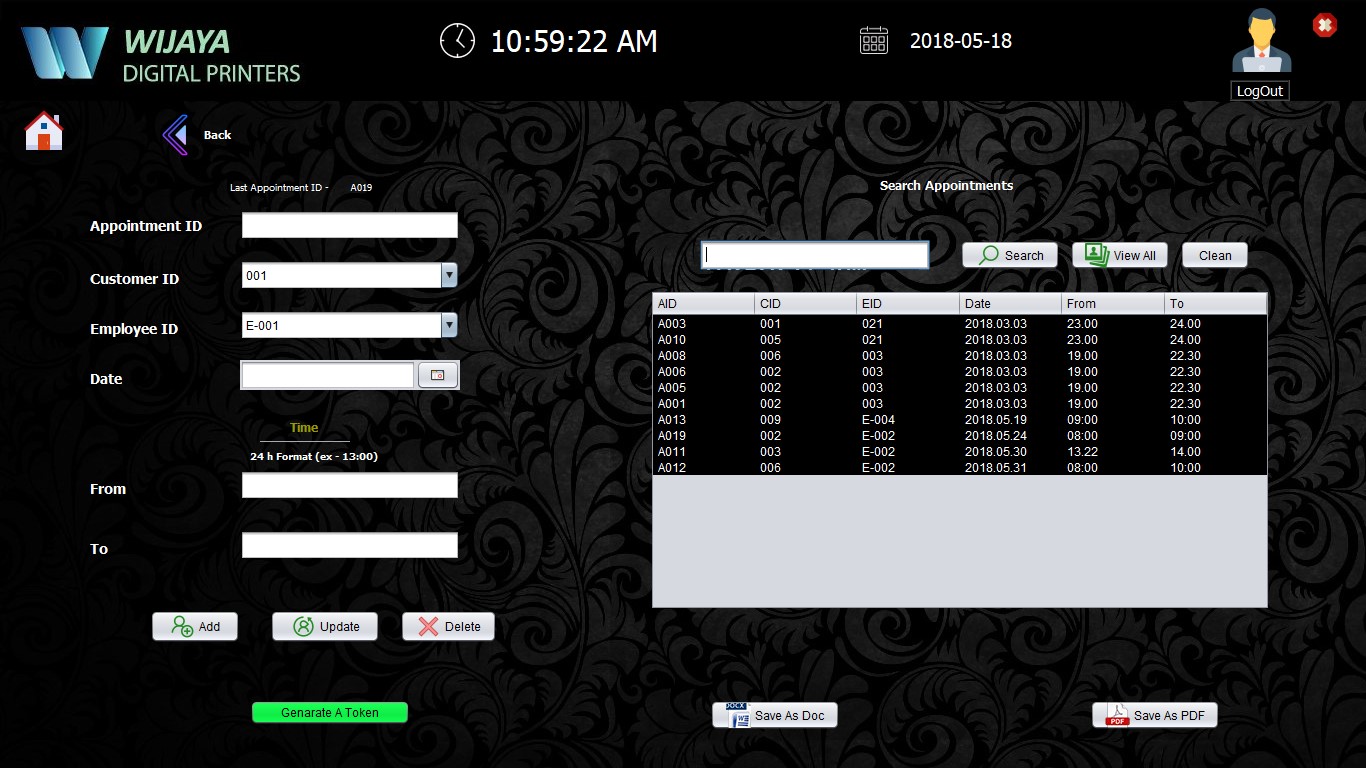 WIJAYA
DIGITAL PRINTERS
10:59:22 AM
2018-05-18
LogOut
Back
Last Appointment ID - A019
Search Appointments
Appointment ID
Search View All Clean
Customer ID 001
AID CID EID Date From To
Employee ID E-001
A003 001 021 2018.03.03 23.00 24.00
A010 005 021 2018.03.03 23.00 24.00
A008 006 003 2018.03.03 19.00 22.30
A006 002 003 2018.03.03 19.00 22.30
A005 002 003 2018.03.03 19.00 22.30
A001 002 003 2018.03.03 19.00 22.30
A013 009 E-004 2018.05.19 09:00 10:00
A019 002 E-002 2018.05.24 08:00 09:00
A011 003 E-002 2018.05.30 13.22 14.00
A012 006 E-002 2018.05.31 08:00 10:00
Date
Time
24 h Format (ex - 13:00)
From
To
Add Update Delete
Genarate A Token
DOCX
W
Save As Doc
PDF
Save As PDF